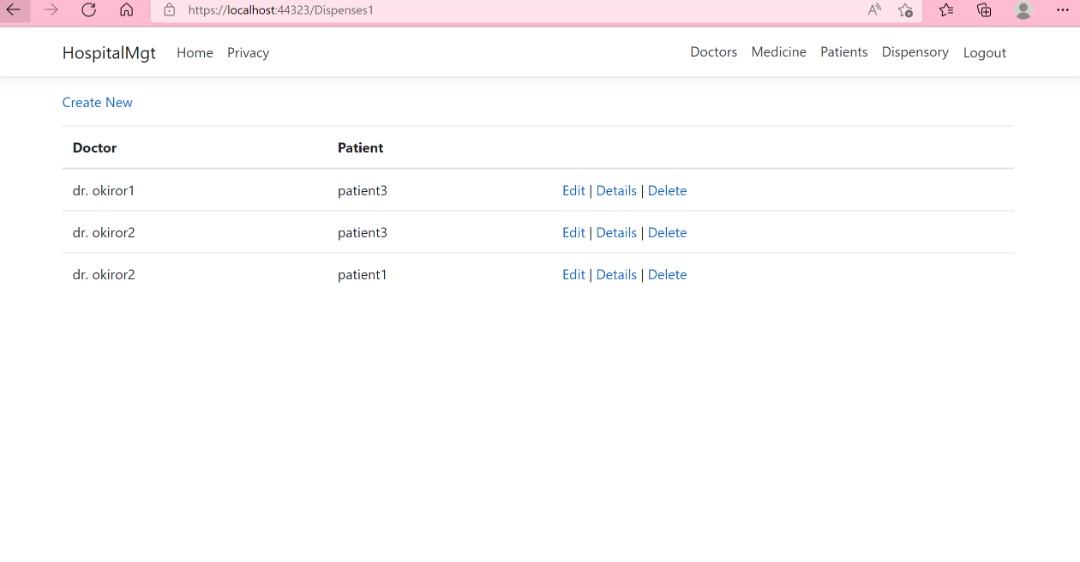 https://localhost:44323/Dispenses1
HospitalMgt Home Privacy Doctors Medicine Patients Dispensory Logout
Create New
Doctor Patient
dr. okiror1 patient3 Edit | Details | Delete
dr. okiror2 patient3 Edit | Details | Delete
dr. okiror2 patient1 Edit | Details | Delete